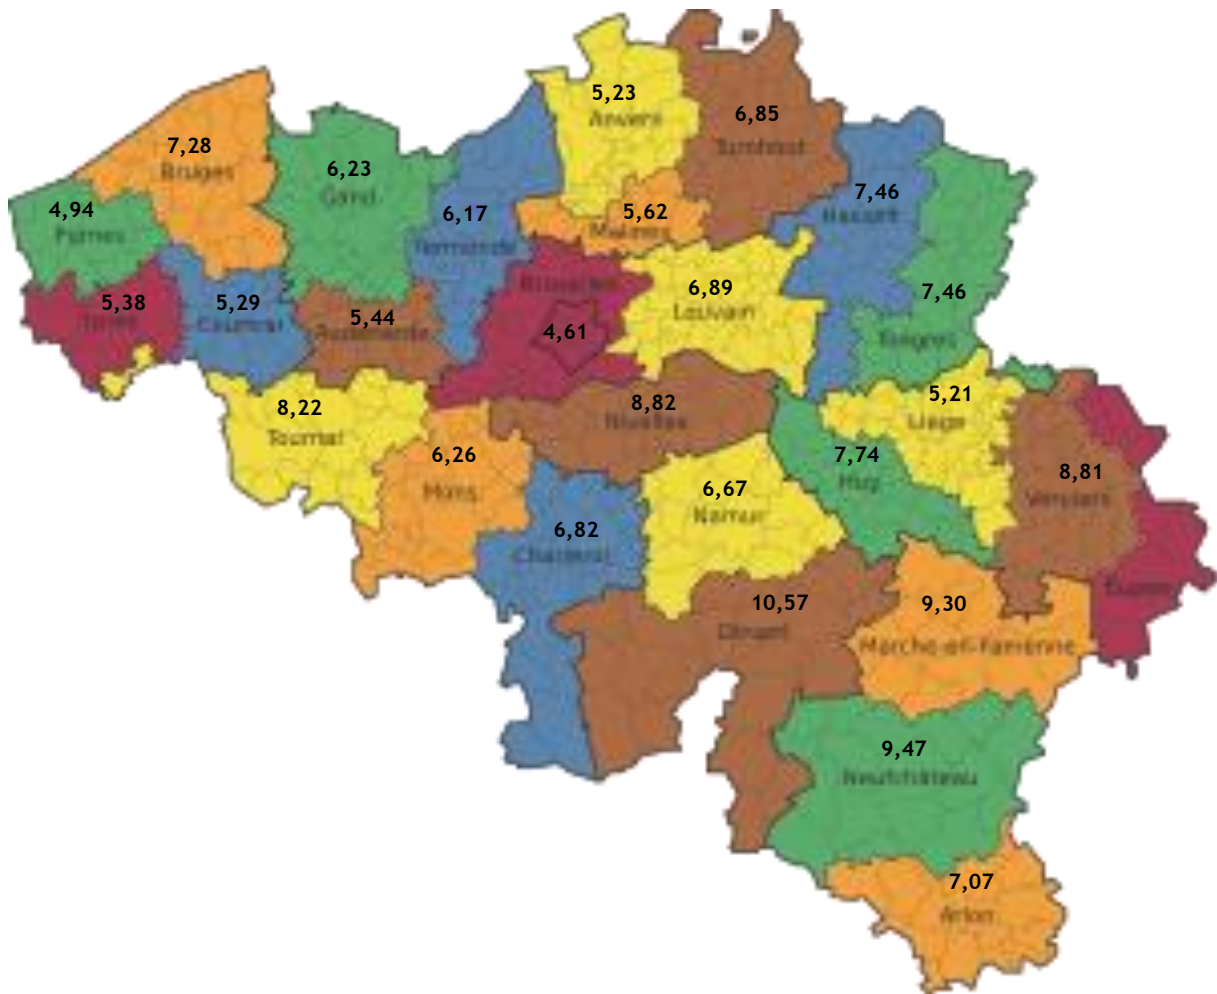 5,23
Anvers
6,85
Turnhout
7,28
Bruges
6,23
Gand
7,46
Hasselt
4,94
Furnes
6,17
Termonde
5,62
Malines
5,38
Ypres
5,29
Courtrai
5,44
Audenarde
Bruxelles
4,61
6,89
Louvain
7,46
Tongres
8,22
Tournai
8,82
Nivelles
5,21
Liège
6,26
Mons
7,74
Huy
8,81
Verviers
6,67
Namur
6,82
Charleroi
10,57
Dinant
9,30
Marche-en-Famenne
9,47
Neufchâteau
7,07
Arlon